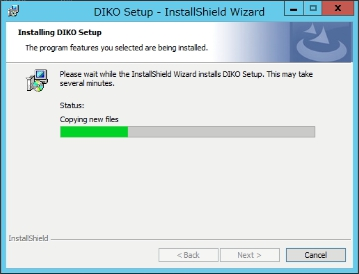 DIKO Setup - InstallShield Wizard
Installing DIKO Setup
The program features you selected are being installed.
Please wait while the InstallShield Wizard installs DIKO Setup. This may take
several minutes.
Status:
Copying new files
InstallShield
< Back Next > Cancel